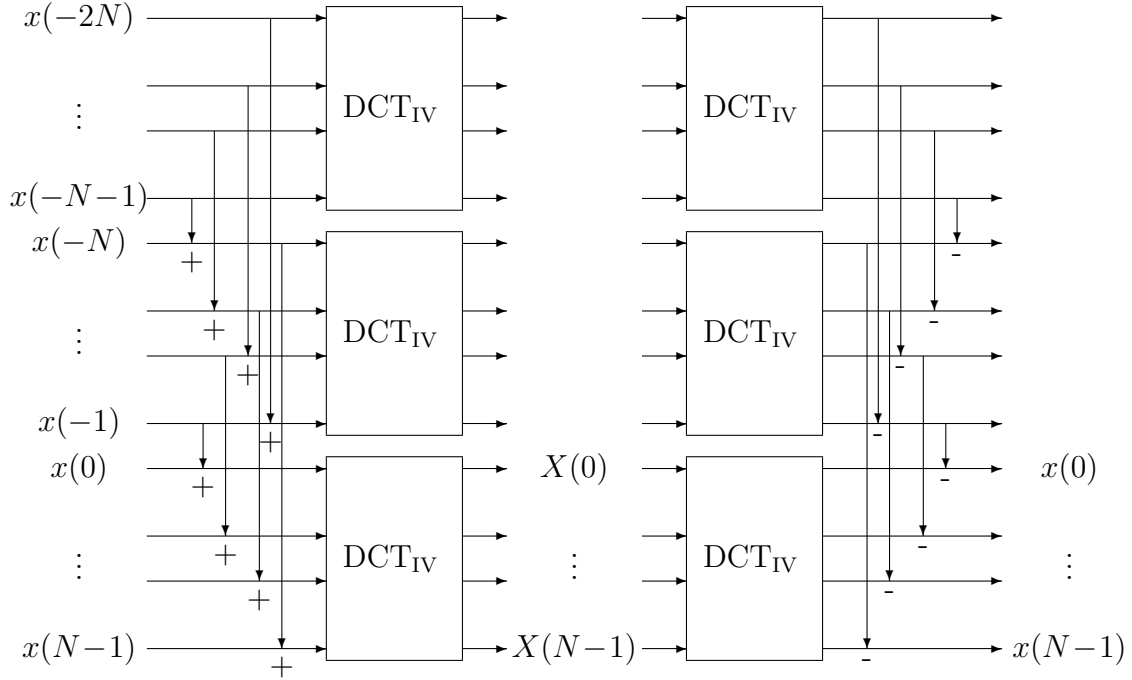 x(−2N)
DCT_IV DCT_IV
⋮
x(−N−1)
x(−N)
+ -
+ -
⋮ DCT_IV DCT_IV
+ -
x(−1)
+ -
x(0) X(0) x(0)
+ -
+ -
⋮ DCT_IV ⋮ DCT_IV ⋮
+ -
x(N−1) X(N−1) x(N−1)
+ -